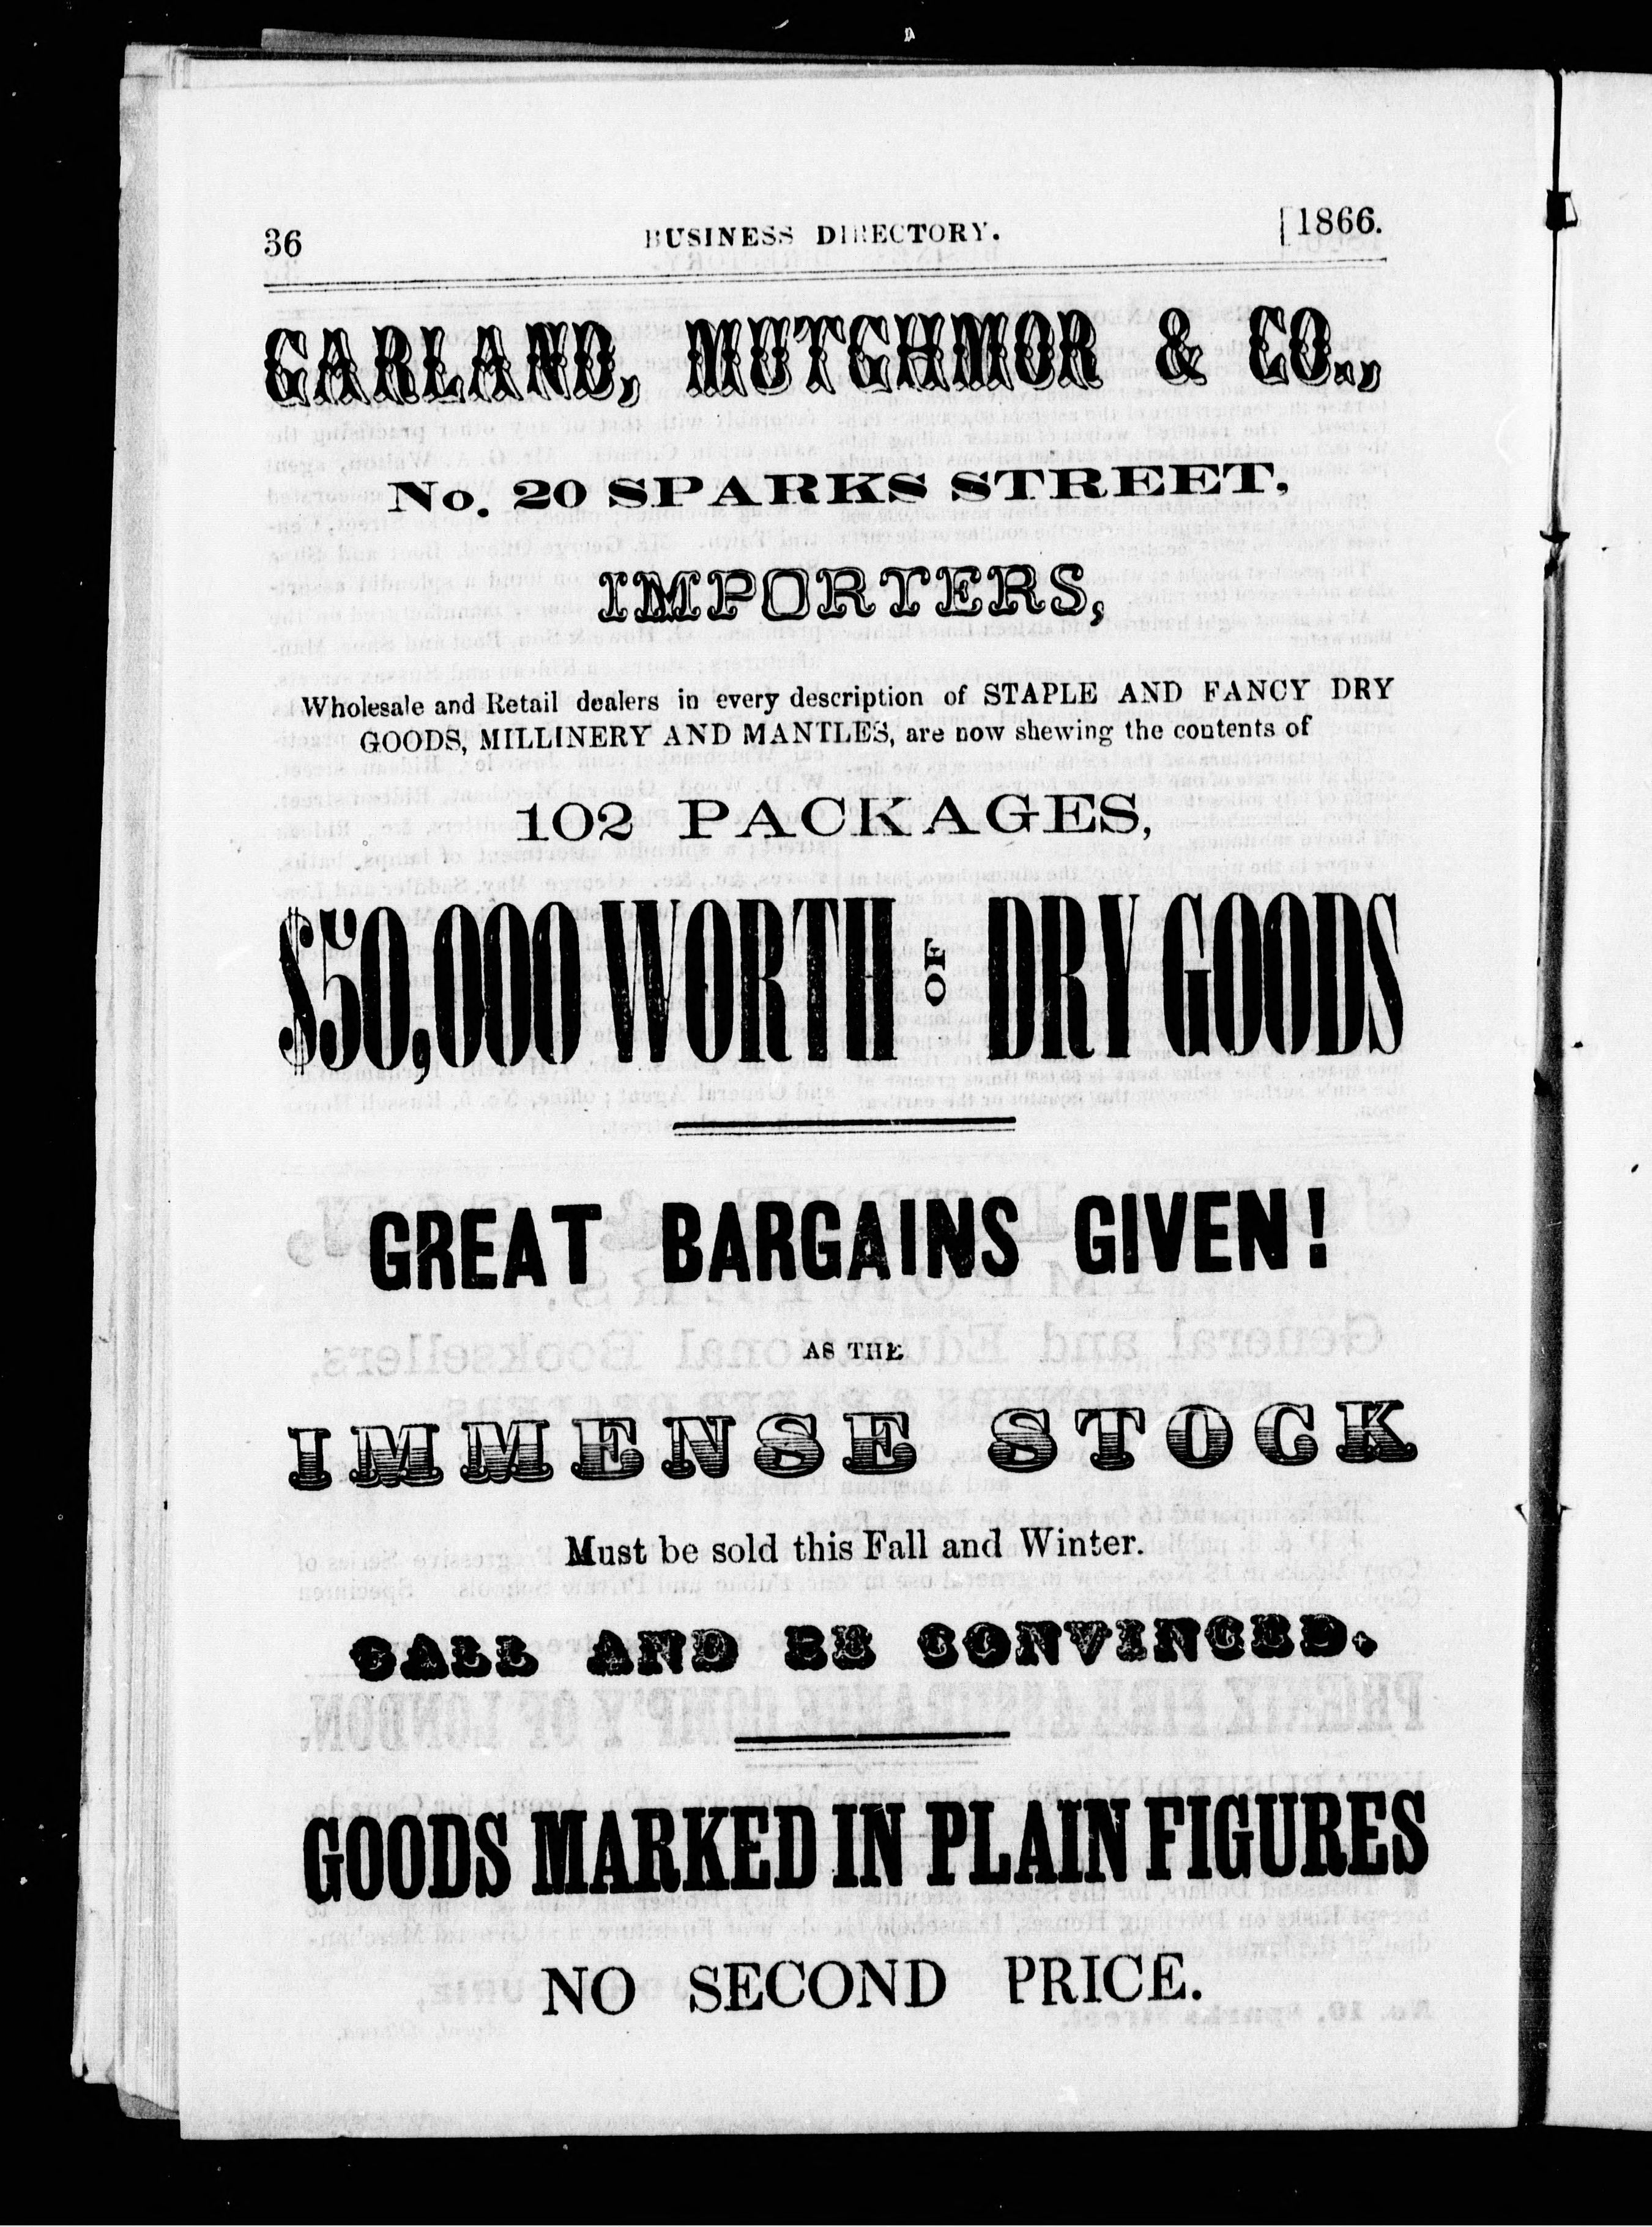 36 BUSINESS DIRECTORY. [1866.
GARLAND, MUTCHMOR & CO.,
No. 20 SPARKS STREET,
IMPORTERS,
Wholesale and Retail dealers in every description of STAPLE AND FANCY DRY
GOODS, MILLINERY AND MANTLES, are now shewing the contents of
102 PACKAGES,
$50,000 WORTH OF DRY GOODS
GREAT BARGAINS GIVEN!
AS THE
IMMENSE STOCK
Must be sold this Fall and Winter.
CALL AND BE CONVINCED.
GOODS MARKED IN PLAIN FIGURES
NO SECOND PRICE.